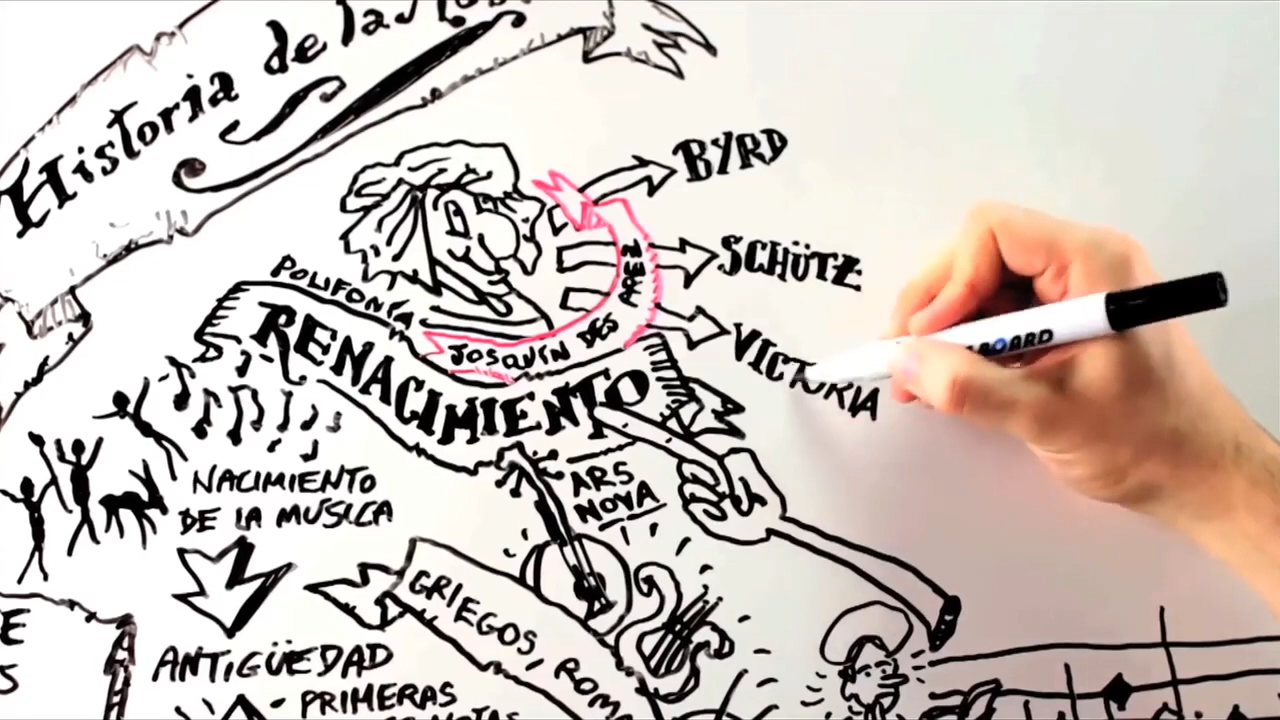 Historia de la
BYRD
SCHÜTZ
VICTORIA
POLIFONÍA
JOSQUIN DES
PREZ
RENACIMIENTO
ARS
NOVA
NACIMIENTO
DE LA MUSICA
GRIEGOS,
ANTIGÜEDAD
- PRIMERAS